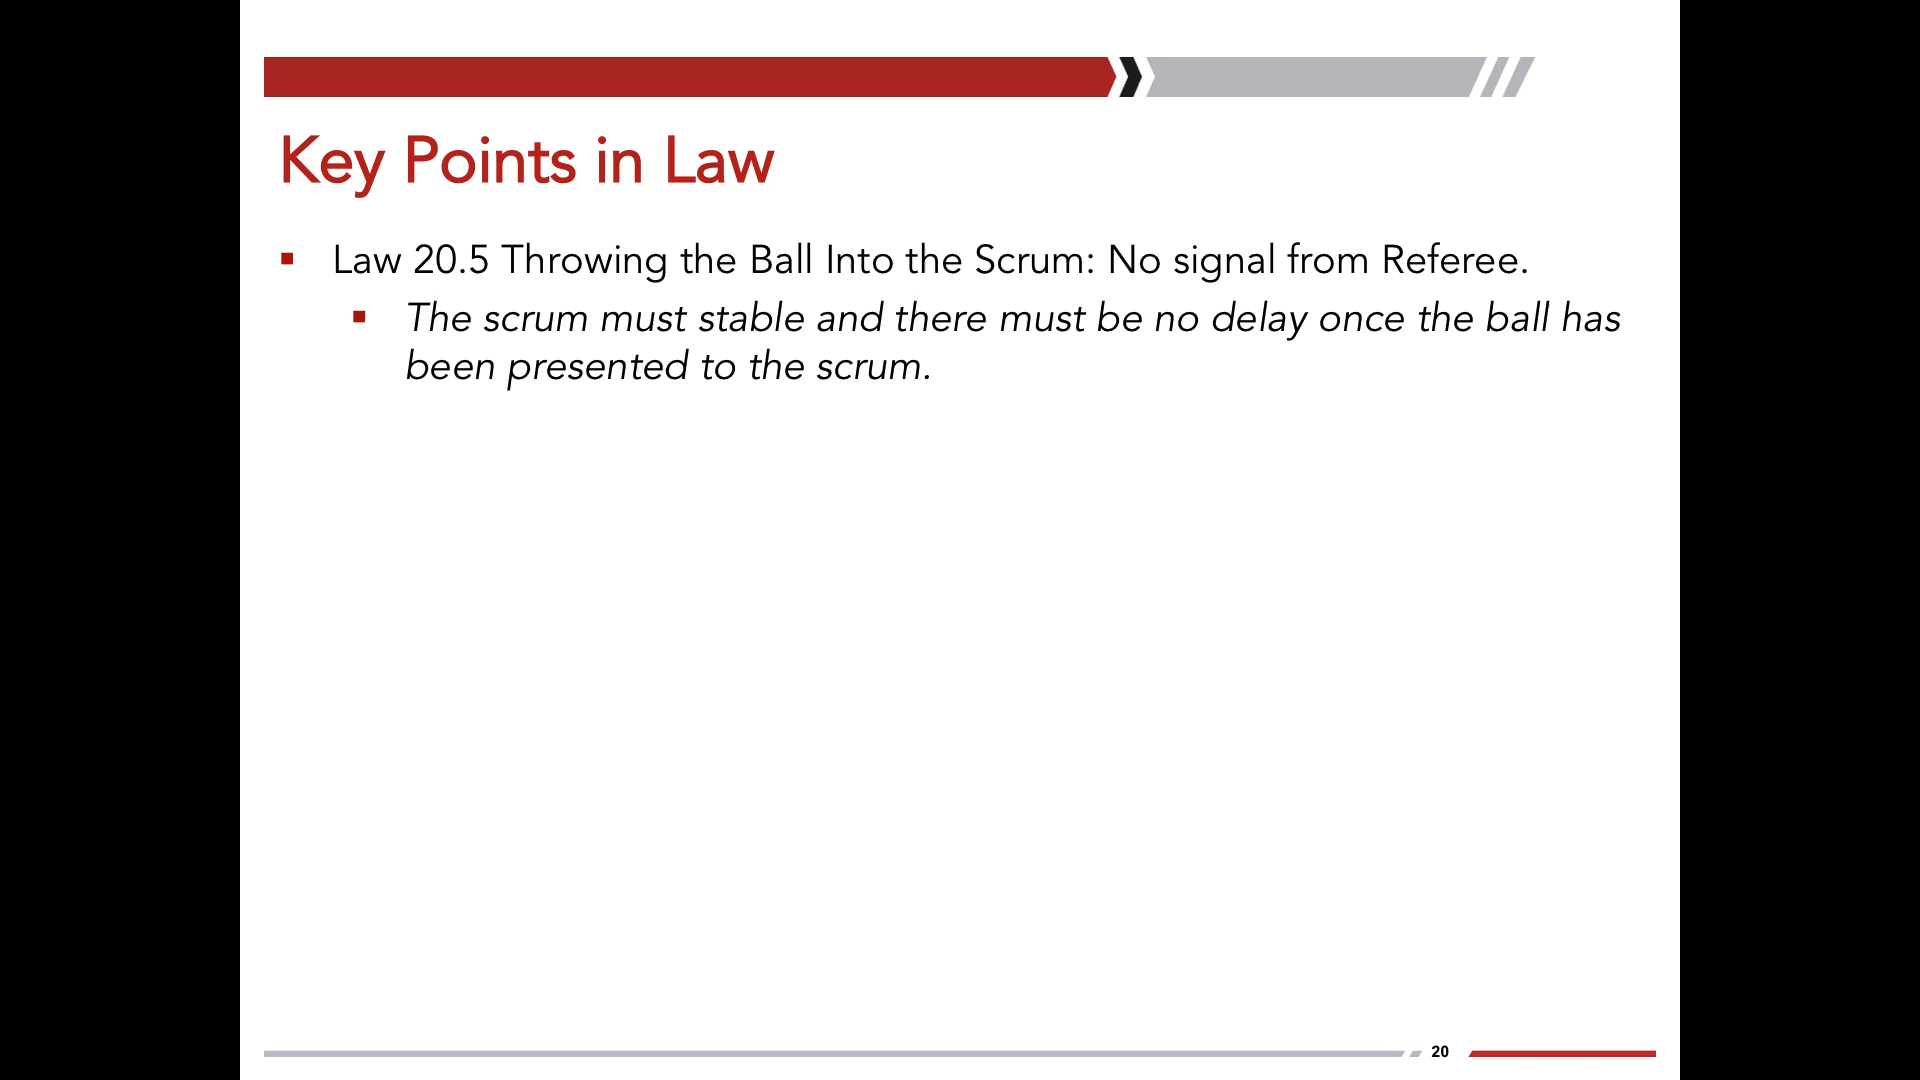 Key Points in Law
Law 20.5 Throwing the Ball Into the Scrum: No signal from Referee.
The scrum must stable and there must be no delay once the ball has
been presented to the scrum.
20